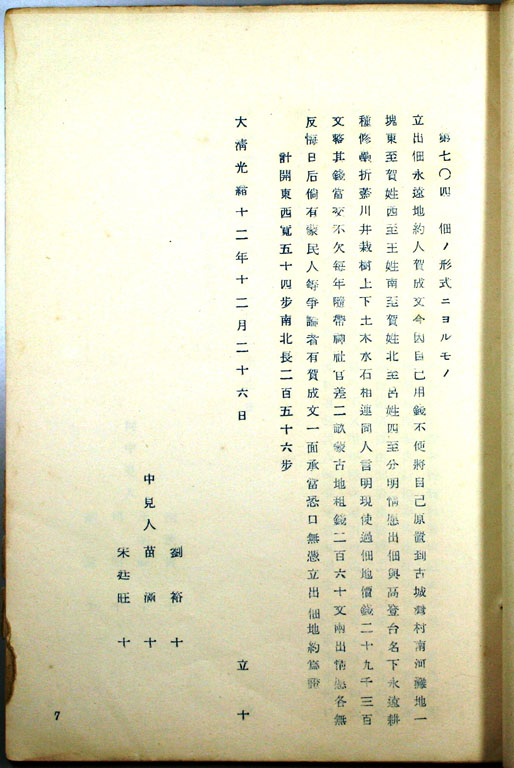 第七〇四　佃ノ形式ニヨルモノ
立出佃永遠地約人賀成文今因自己用錢不便將自己原置到古城灣村南河灘地一
塊東至賀姓西至王姓南至賀姓北至呂姓四至分明情愿出佃與高登台名下永遠耕
種修壘折蓋川井栽樹上下土木水石相連同人言明現使過佃地價錢二十九千三百
文整其錢當交不欠每年隨帶神社官差二畝蒙古地租錢二百六十文兩出情愿各無
反悔日后倘有蒙民人等爭論者有賀成文一面承當恐口無憑立出佃地約為證
計開東西寬五十四步南北長二百五十六步
大清光緒十二年十二月二十六日
立　十
劉　裕　十
中見人　苗　滿　十
宋　旺　十
7